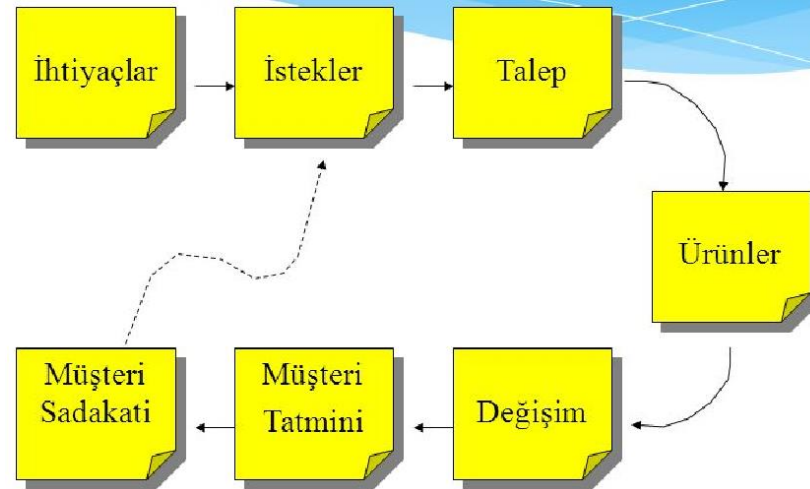 İhtiyaçlar
İstekler
Talep
Ürünler
Değişim
Müşteri
Tatmini
Müşteri
Sadakati